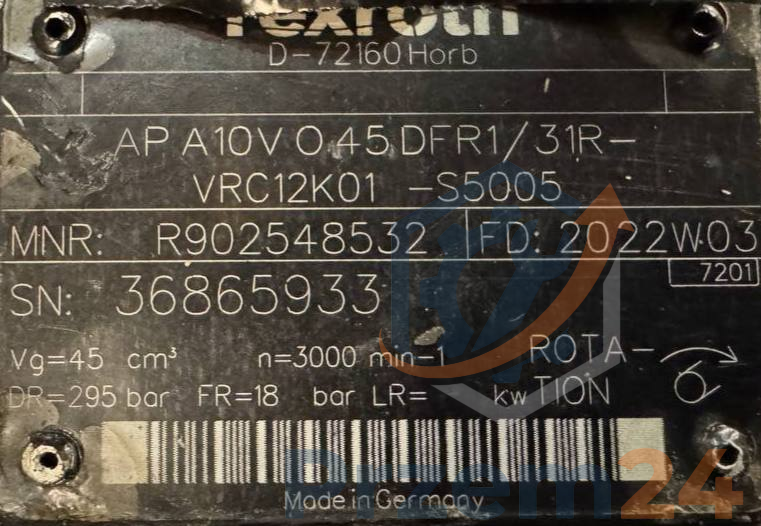 rexroth
D-72160 Horb
AP A10V O 45 DFR1/31R-
VRC12K01 -S5005
MNR: R902548532 FD: 2022W03
7201
SN: 36865933
Vg=45 cm³ n=3000 min-1 ROTA-
DR=295 bar FR=18 bar LR= kw TION
Made in Germany
Drzem24